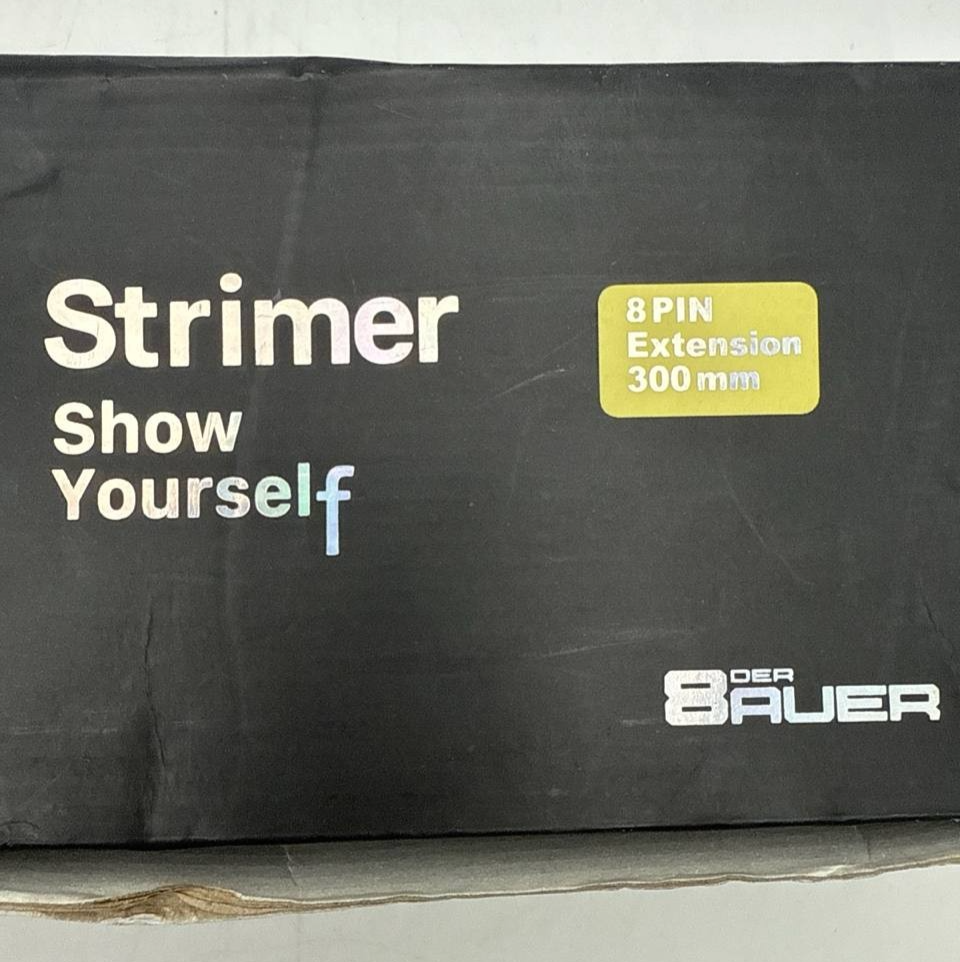 Strimer
Show
Yourself
8 PIN
Extension
300 mm
DER
8AUER